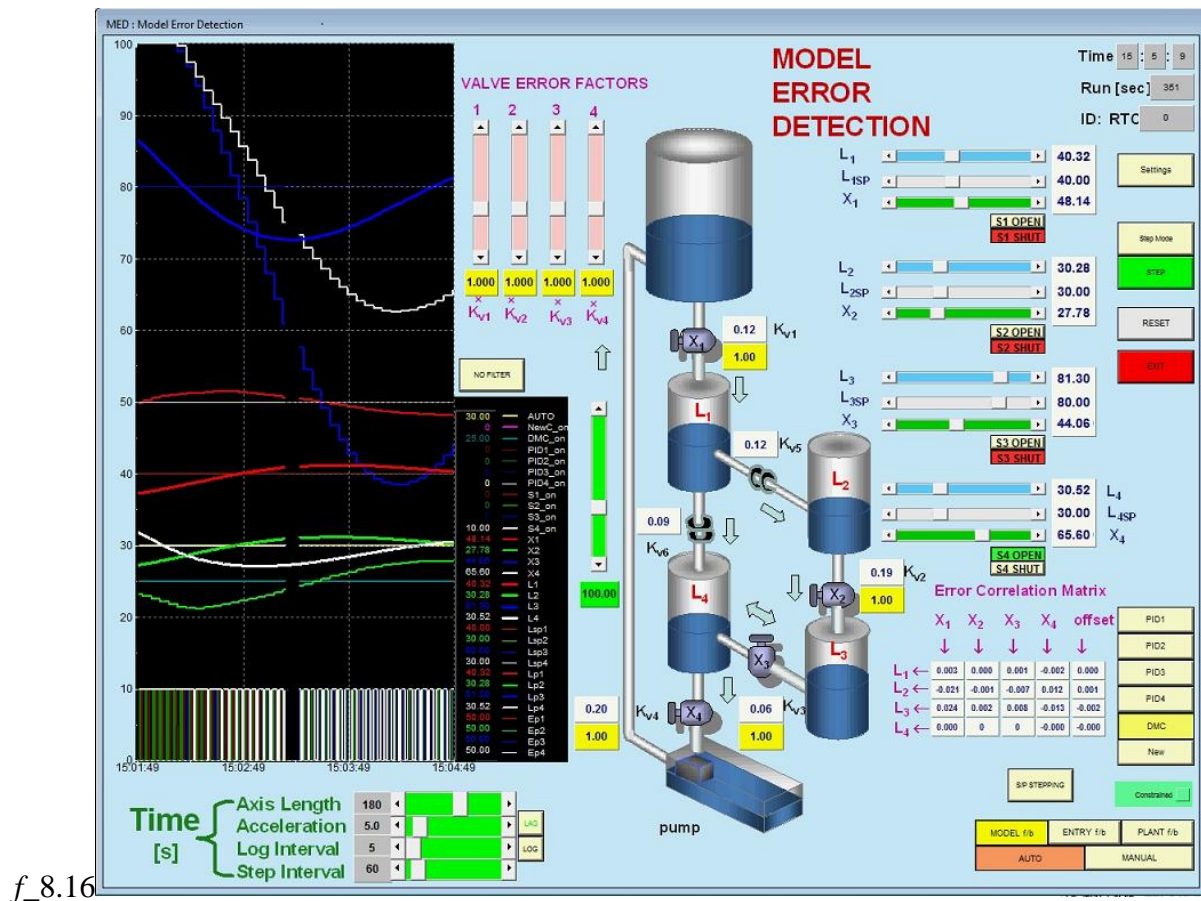 MED : Model Error Detection
100
90
80
70
60
50
40
30
20
10
0
15:01:49 15:02:49 15:03:49 15:04:49
VALVE ERROR FACTORS
1 2 3 4
1.000 1.000 1.000 1.000
× × × ×
Kv1 Kv2 Kv3 Kv4
NO FILTER
30.00 AUTO
0 NewC_on
25.00 DMC_on
0 PID1_on
0 PID2_on
PID3_on
0 PID4_on
0 S1_on
0 S2_on
S3_on
10.00 S4_on
48.14 X1
27.78 X2
X3
65.60 X4
40.32 L1
30.28 L2
L3
30.52 L4
40.00 Lsp1
30.00 Lsp2
Lsp3
30.00 Lsp4
40.32 Lp1
30.28 Lp2
Lp3
30.52 Lp4
50.00 Ep1
50.00 Ep2
Ep3
50.00 Ep4
100.00
MODEL
ERROR
DETECTION
Time 15 : 5 : 9
Run [sec] 351
ID: RTC 0
L1 40.32
L1SP 40.00
X1 48.14
S1 OPEN
S1 SHUT
L2 30.28
L2SP 30.00
X2 27.78
S2 OPEN
S2 SHUT
L3 81.30
L3SP 80.00
X3 44.06
S3 OPEN
S3 SHUT
30.52 L4
30.00 L4SP
65.60 X4
S4 OPEN
S4 SHUT
Settings
Step Mode
STEP
RESET
EXIT
X1
0.12 Kv1
1.00
L1
0.12 Kv5
L2
0.09
Kv6
0.19 Kv2
X2
1.00
L4
L3
X3
0.20 Kv4 X4
1.00
0.06 Kv3
1.00
pump
Error Correlation Matrix
X1 X2 X3 X4 offset
↓ ↓ ↓ ↓ ↓
L1 ← 0.003 0.000 0.001 -0.002 0.000
L2 ← -0.021 -0.001 -0.007 0.012 0.001
L3 ← 0.024 0.002 0.008 -0.013 -0.002
L4 ← 0.000 0 0 -0.000 -0.000
PID1
PID2
PID3
PID4
DMC
New
S/P STEPPING
Constrained
MODEL f/b ENTRY f/b PLANT f/b
AUTO MANUAL
Time
[s]
Axis Length 180
Acceleration 5.0
Log Interval 5
Step Interval 60
LAG
LOG
f_8.16